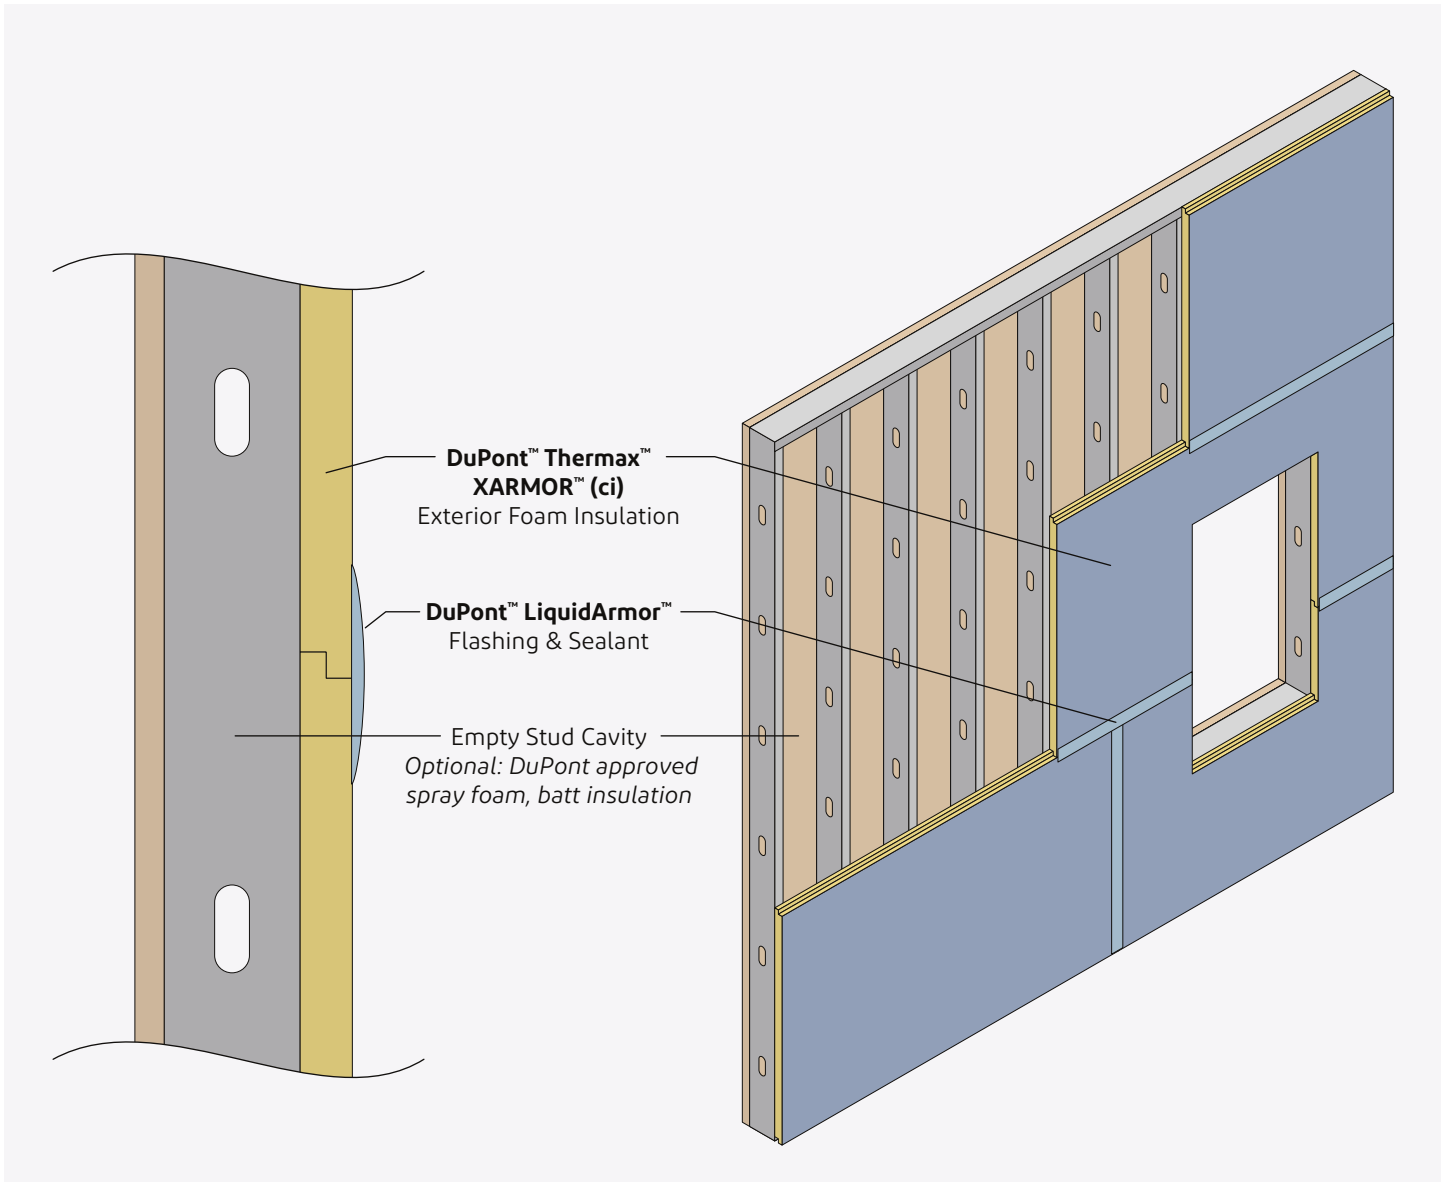 DuPont™ Thermax™
XARMOR™ (ci)
Exterior Foam Insulation
DuPont™ LiquidArmor™
Flashing & Sealant
Empty Stud Cavity
Optional: DuPont approved
spray foam, batt insulation